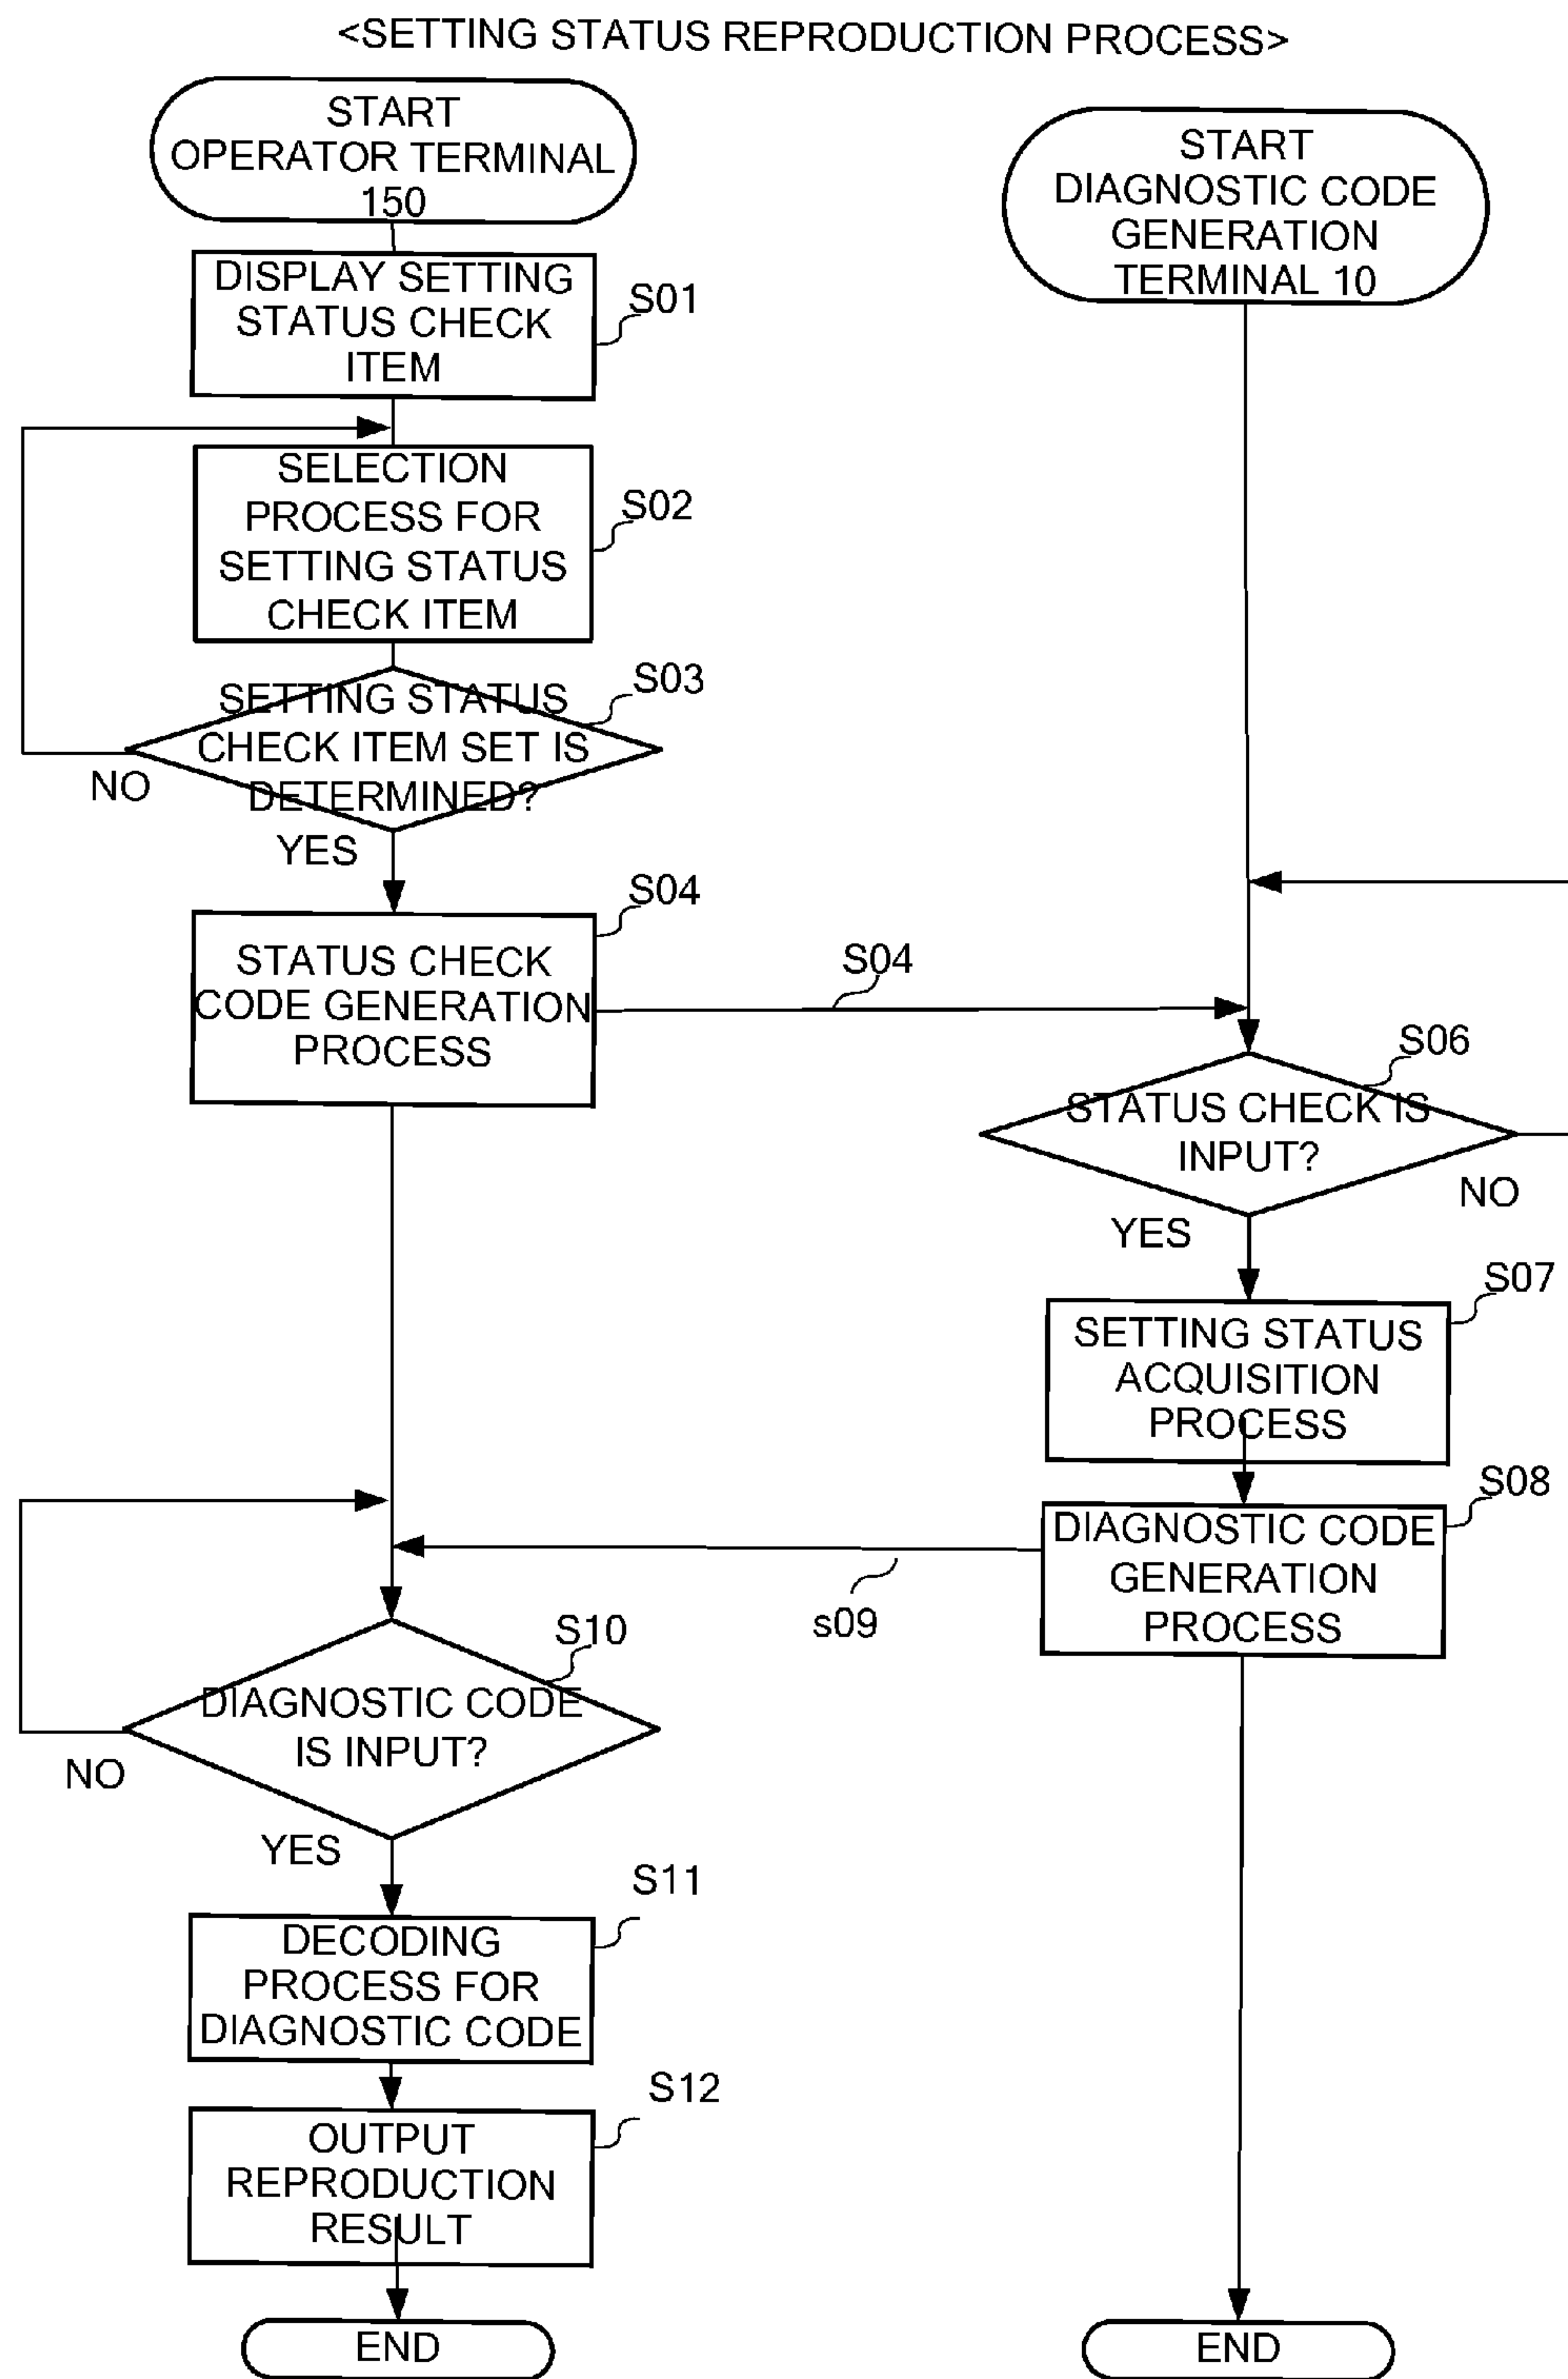 <SETTING STATUS REPRODUCTION PROCESS>
START
OPERATOR TERMINAL
150
START
DIAGNOSTIC CODE
GENERATION
TERMINAL 10
DISPLAY SETTING
STATUS CHECK
ITEM
S01
SELECTION
PROCESS FOR
SETTING STATUS
CHECK ITEM
S02
SETTING STATUS
CHECK ITEM SET IS
DETERMINED?
S03
NO
YES
STATUS CHECK
CODE GENERATION
PROCESS
S04
S04
STATUS CHECK IS
INPUT?
S06
NO
YES
SETTING STATUS
ACQUISITION
PROCESS
S07
DIAGNOSTIC CODE
GENERATION
PROCESS
S08
s09
DIAGNOSTIC CODE
IS INPUT?
S10
NO
YES
DECODING
PROCESS FOR
DIAGNOSTIC CODE
S11
OUTPUT
REPRODUCTION
RESULT
S12
END
END